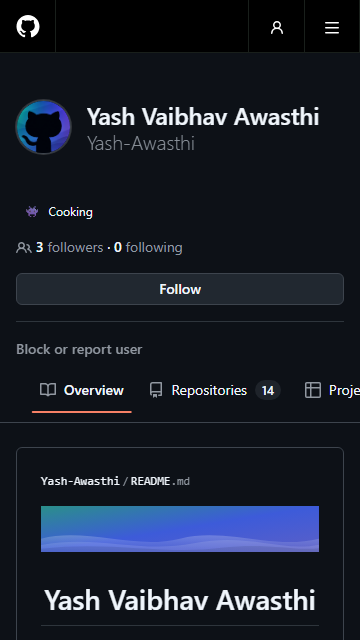 Yash Vaibhav Awasthi
Yash-Awasthi
Cooking
3 followers · 0 following
Follow
Block or report user
Overview Repositories 14 Proje
Yash-Awasthi/README.md
Yash Vaibhav Awasthi